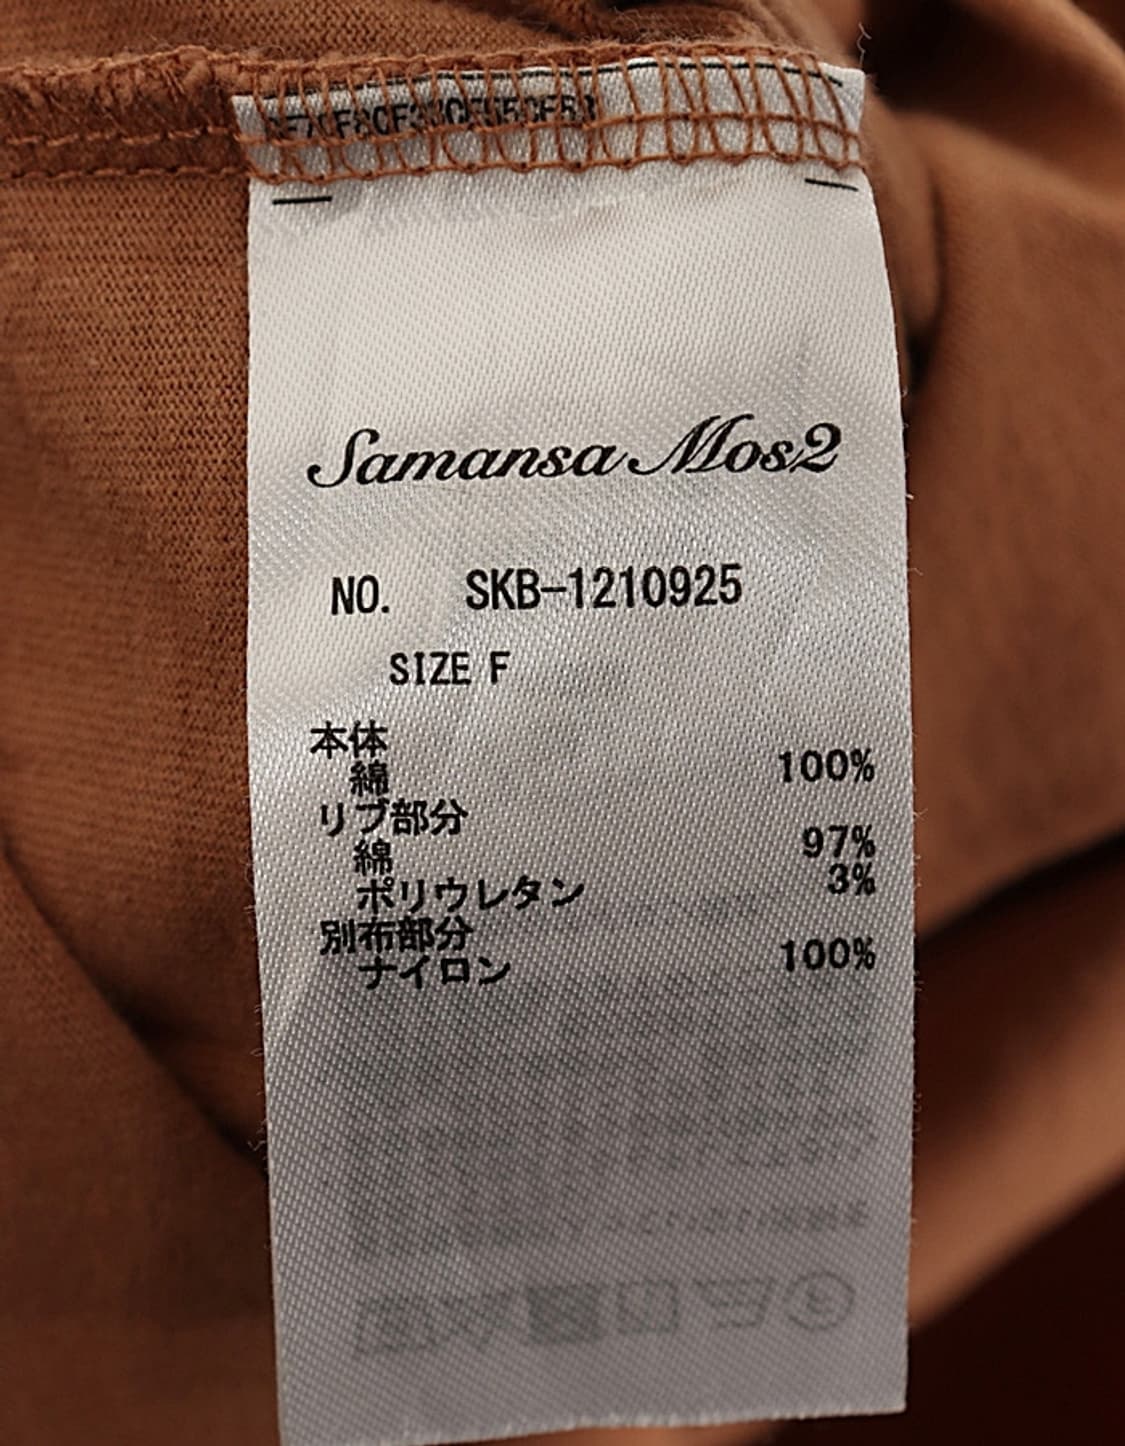 Samansa Mos2
NO. SKB-1210925
SIZE F
本体
綿 100%
リブ部分
綿 97%
ポリウレタン 3%
別布部分
ナイロン 100%